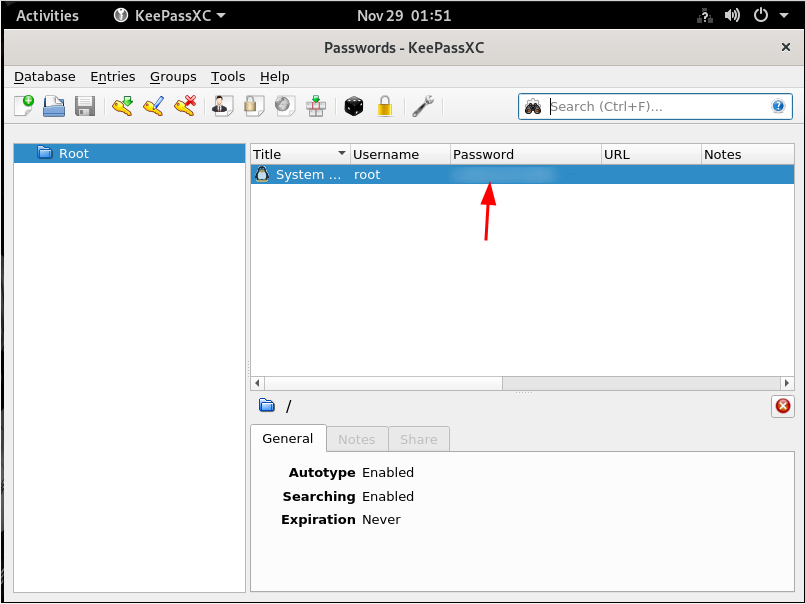 Activities KeePassXC Nov 29 01:51
Passwords - KeePassXC
Database Entries Groups Tools Help
Search (Ctrl+F)...
Root
Title Username Password URL Notes
System ... root
/
General Notes Share
Autotype Enabled
Searching Enabled
Expiration Never